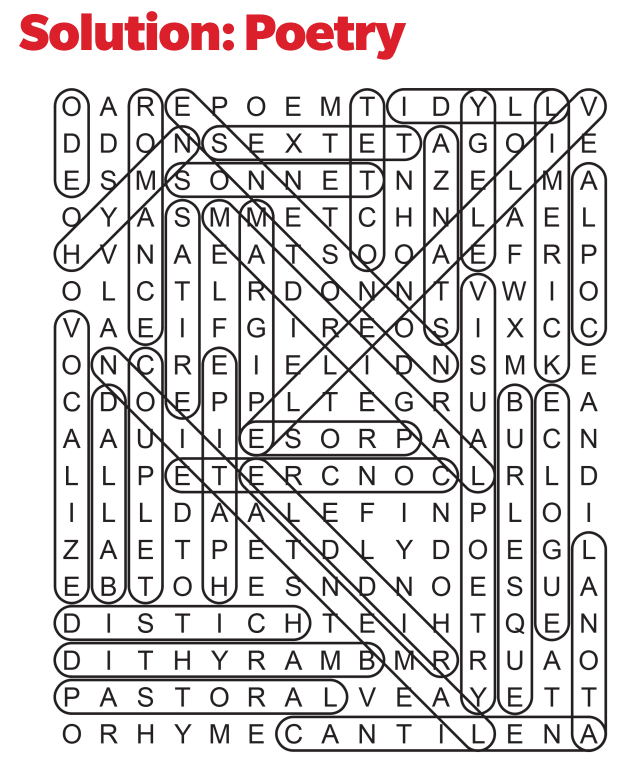 Solution: Poetry
O A R E P O E M T I D Y L L V
D D O N S E X T E T A G O I E
E S M S O N N E T N Z E L M A
O Y A S M M E T C H N L A E L
H V N A E A T S O O A E F R P
O L C T L R D O N N T V W I O
V A E I F G I R E O S I X C C
O N C R E I E L I D N S M K E
C D O E P P L T E G R U B E A
A A U I I E S O R P A A U C N
L L P E T E R C N O C L R L D
I L L D A A L E F I N P L O I
Z A E T P E T D L Y D O E G L
E B T O H E S N D N O E S U A
D I S T I C H T E I H T Q E N
D I T H Y R A M B M R R U A O
P A S T O R A L V E A Y E T T
O R H Y M E C A N T I L E N A